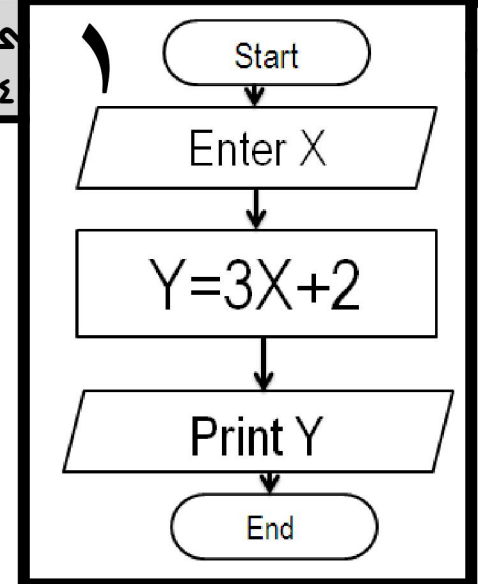 ١
Start
Enter X
Y=3X+2
Print Y
End